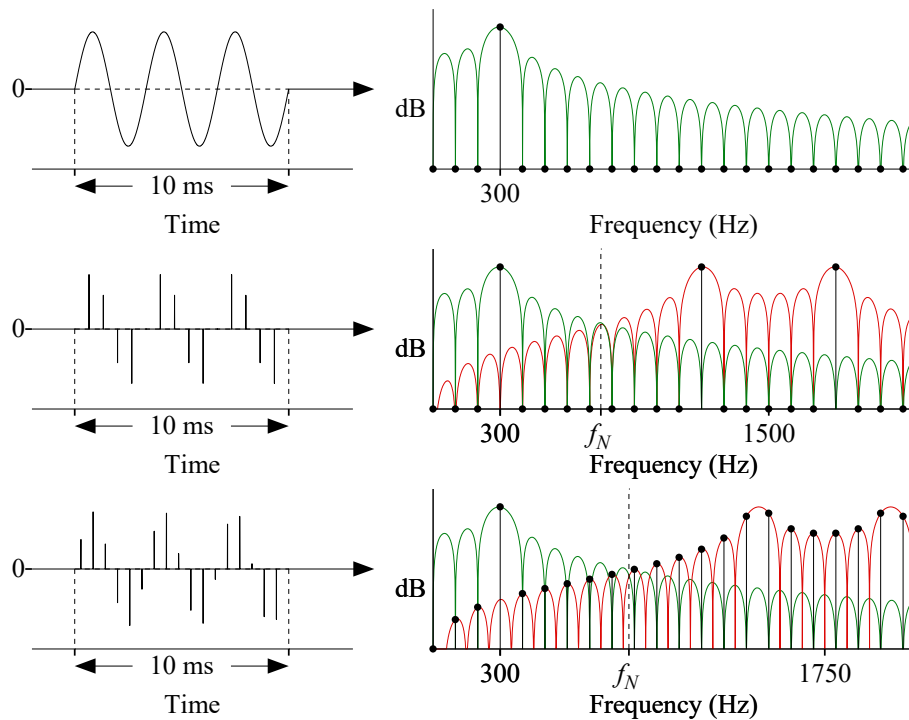 0
10 ms
Time
dB
300
Frequency (Hz)
0
10 ms
Time
dB
300 f_N 1500
Frequency (Hz)
0
10 ms
Time
dB
300 f_N 1750
Frequency (Hz)